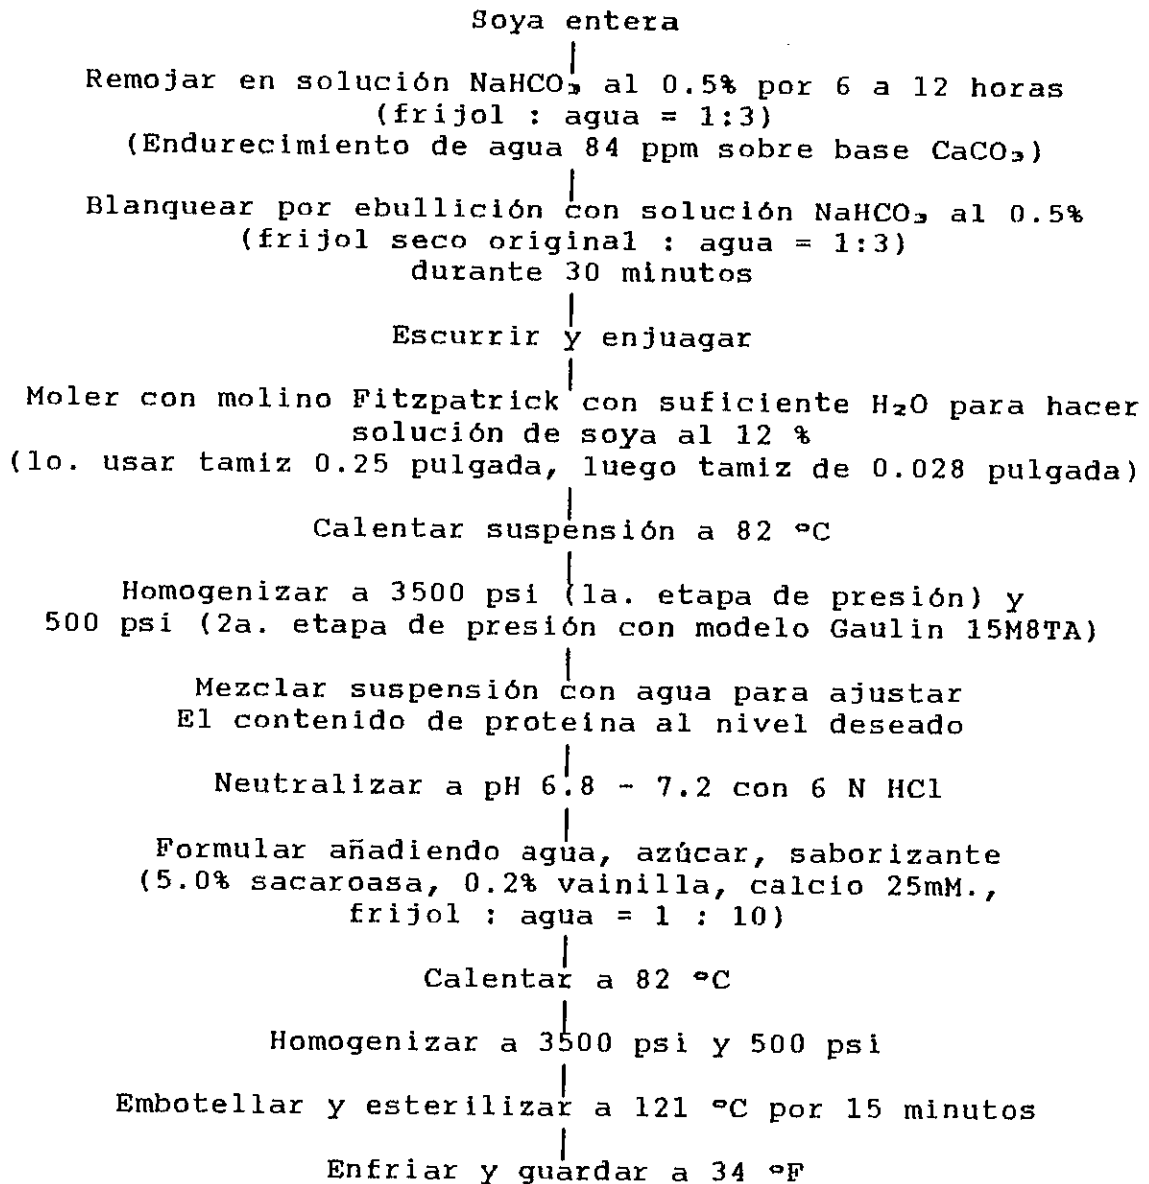 Soya entera
Remojar en solución NaHCO₃ al 0.5% por 6 a 12 horas
(frijol : agua = 1:3)
(Endurecimiento de agua 84 ppm sobre base CaCO₃)
Blanquear por ebullición con solución NaHCO₃ al 0.5%
(frijol seco original : agua = 1:3)
durante 30 minutos
Escurrir y enjuagar
Moler con molino Fitzpatrick con suficiente H₂O para hacer
solución de soya al 12 %
(1o. usar tamiz 0.25 pulgada, luego tamiz de 0.028 pulgada)
Calentar suspensión a 82 °C
Homogenizar a 3500 psi (1a. etapa de presión) y
500 psi (2a. etapa de presión con modelo Gaulin 15M8TA)
Mezclar suspensión con agua para ajustar
El contenido de proteina al nivel deseado
Neutralizar a pH 6.8 - 7.2 con 6 N HCl
Formular añadiendo agua, azúcar, saborizante
(5.0% sacaroasa, 0.2% vainilla, calcio 25mM.,
frijol : agua = 1 : 10)
Calentar a 82 °C
Homogenizar a 3500 psi y 500 psi
Embotellar y esterilizar a 121 °C por 15 minutos
Enfriar y guardar a 34 °F